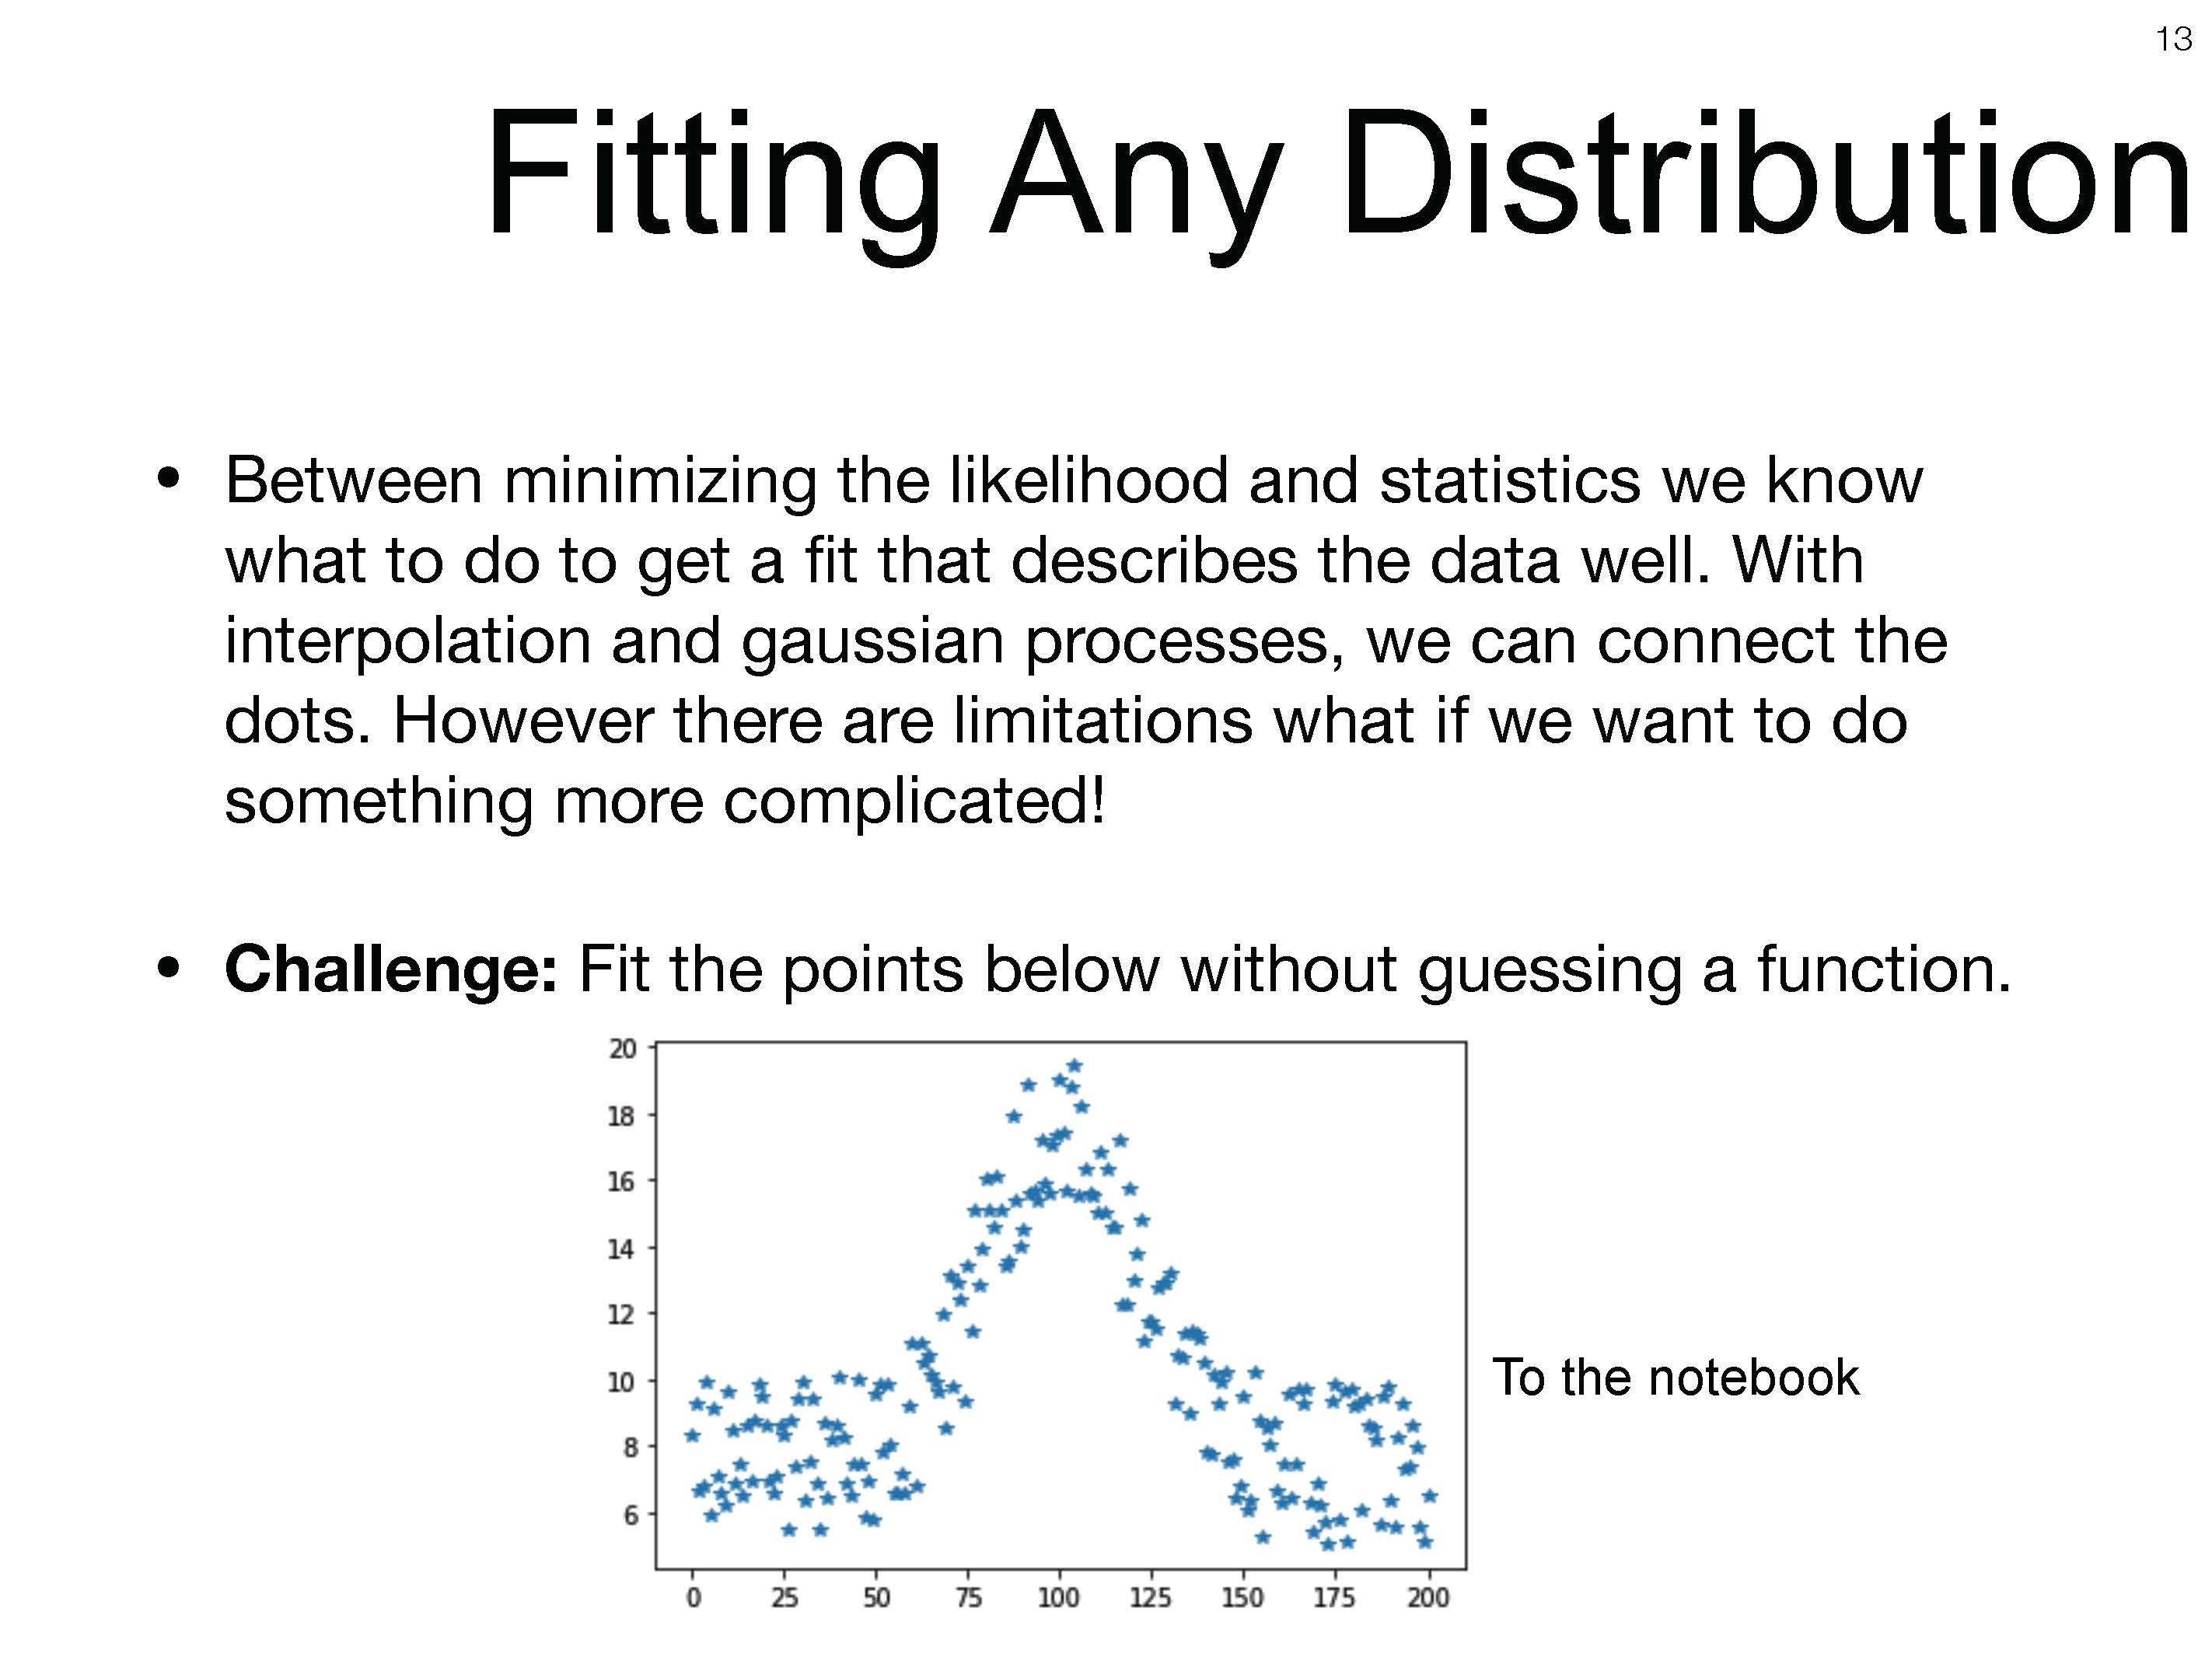 13
Fitting Any Distribution
• Between minimizing the likelihood and statistics we know
what to do to get a fit that describes the data well. With
interpolation and gaussian processes, we can connect the
dots. However there are limitations what if we want to do
something more complicated!
• Challenge: Fit the points below without guessing a function.
20
18
16
14
12
10
8
6
0 25 50 75 100 125 150 175 200
To the notebook